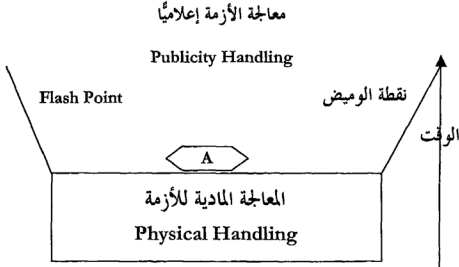 معالجة الأزمة إعلاميًّا
Publicity Handling
Flash Point
نقطة الوميض
الوقت
A
المعالجة المادية للأزمة
Physical Handling